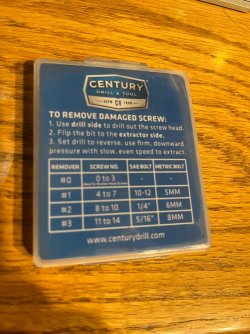 CENTURY
DRILL & TOOL
TO REMOVE DAMAGED SCREW:
1. Use drill side to drill out the screw head.
2. Flip the bit to the extractor side.
3. Set drill to reverse, use firm, downward
pressure with slow, even speed to extract.
REMOVER SCREW NO. SAE BOLT METRIC BOLT
#0 0 to 3 - -
#1 4 to 7 10-12 5MM
#2 8 to 10 1/4" 6MM
#3 11 to 14 5/16" 8MM
www.centurydrill.com